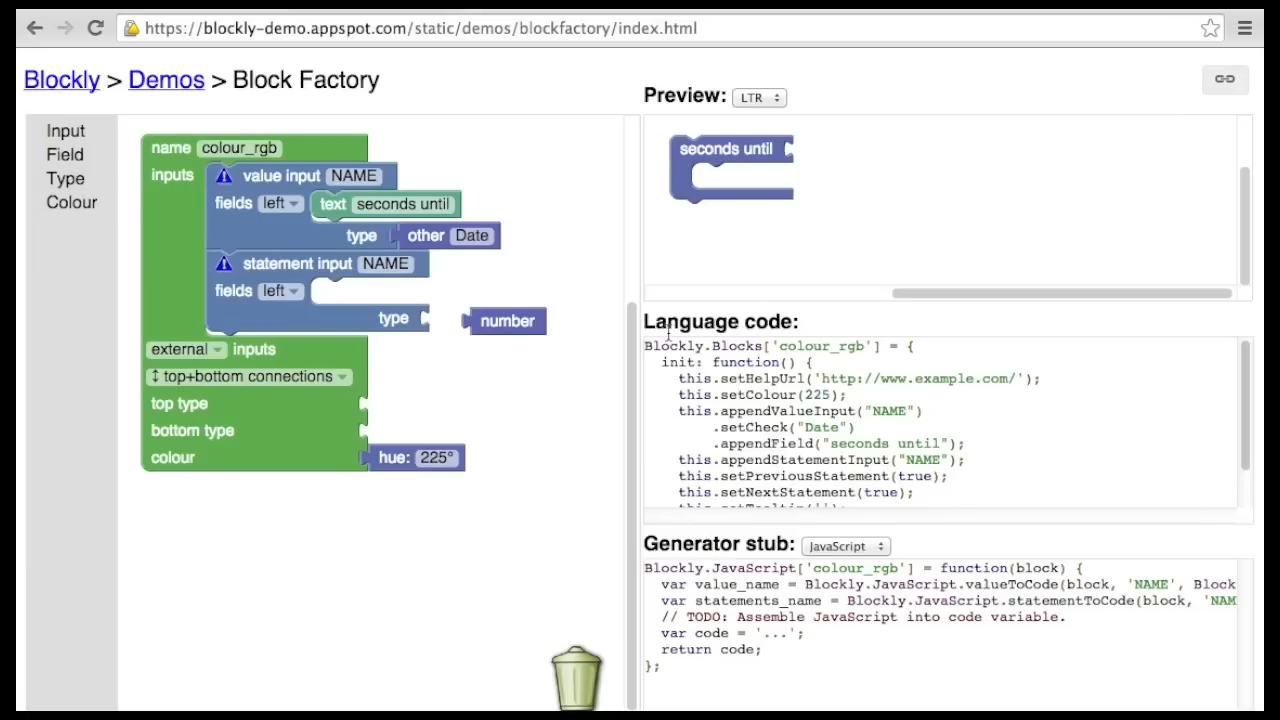 https://blockly-demo.appspot.com/static/demos/blockfactory/index.html
Blockly > Demos > Block Factory
Input
Field
Type
Colour
name colour_rgb
inputs
value input NAME
fields left text seconds until
type other Date
statement input NAME
fields left
type
number
external inputs
↕ top+bottom connections
top type
bottom type
colour hue: 225°
Preview: LTR
seconds until
Language code:
Blockly.Blocks['colour_rgb'] = {
  init: function() {
    this.setHelpUrl('http://www.example.com/');
    this.setColour(225);
    this.appendValueInput("NAME")
        .setCheck("Date")
        .appendField("seconds until");
    this.appendStatementInput("NAME");
    this.setPreviousStatement(true);
    this.setNextStatement(true);
    this.setTooltip('');
Generator stub: JavaScript
Blockly.JavaScript['colour_rgb'] = function(block) {
  var value_name = Blockly.JavaScript.valueToCode(block, 'NAME', Block
  var statements_name = Blockly.JavaScript.statementToCode(block, 'NAM
  // TODO: Assemble JavaScript into code variable.
  var code = '...';
  return code;
};